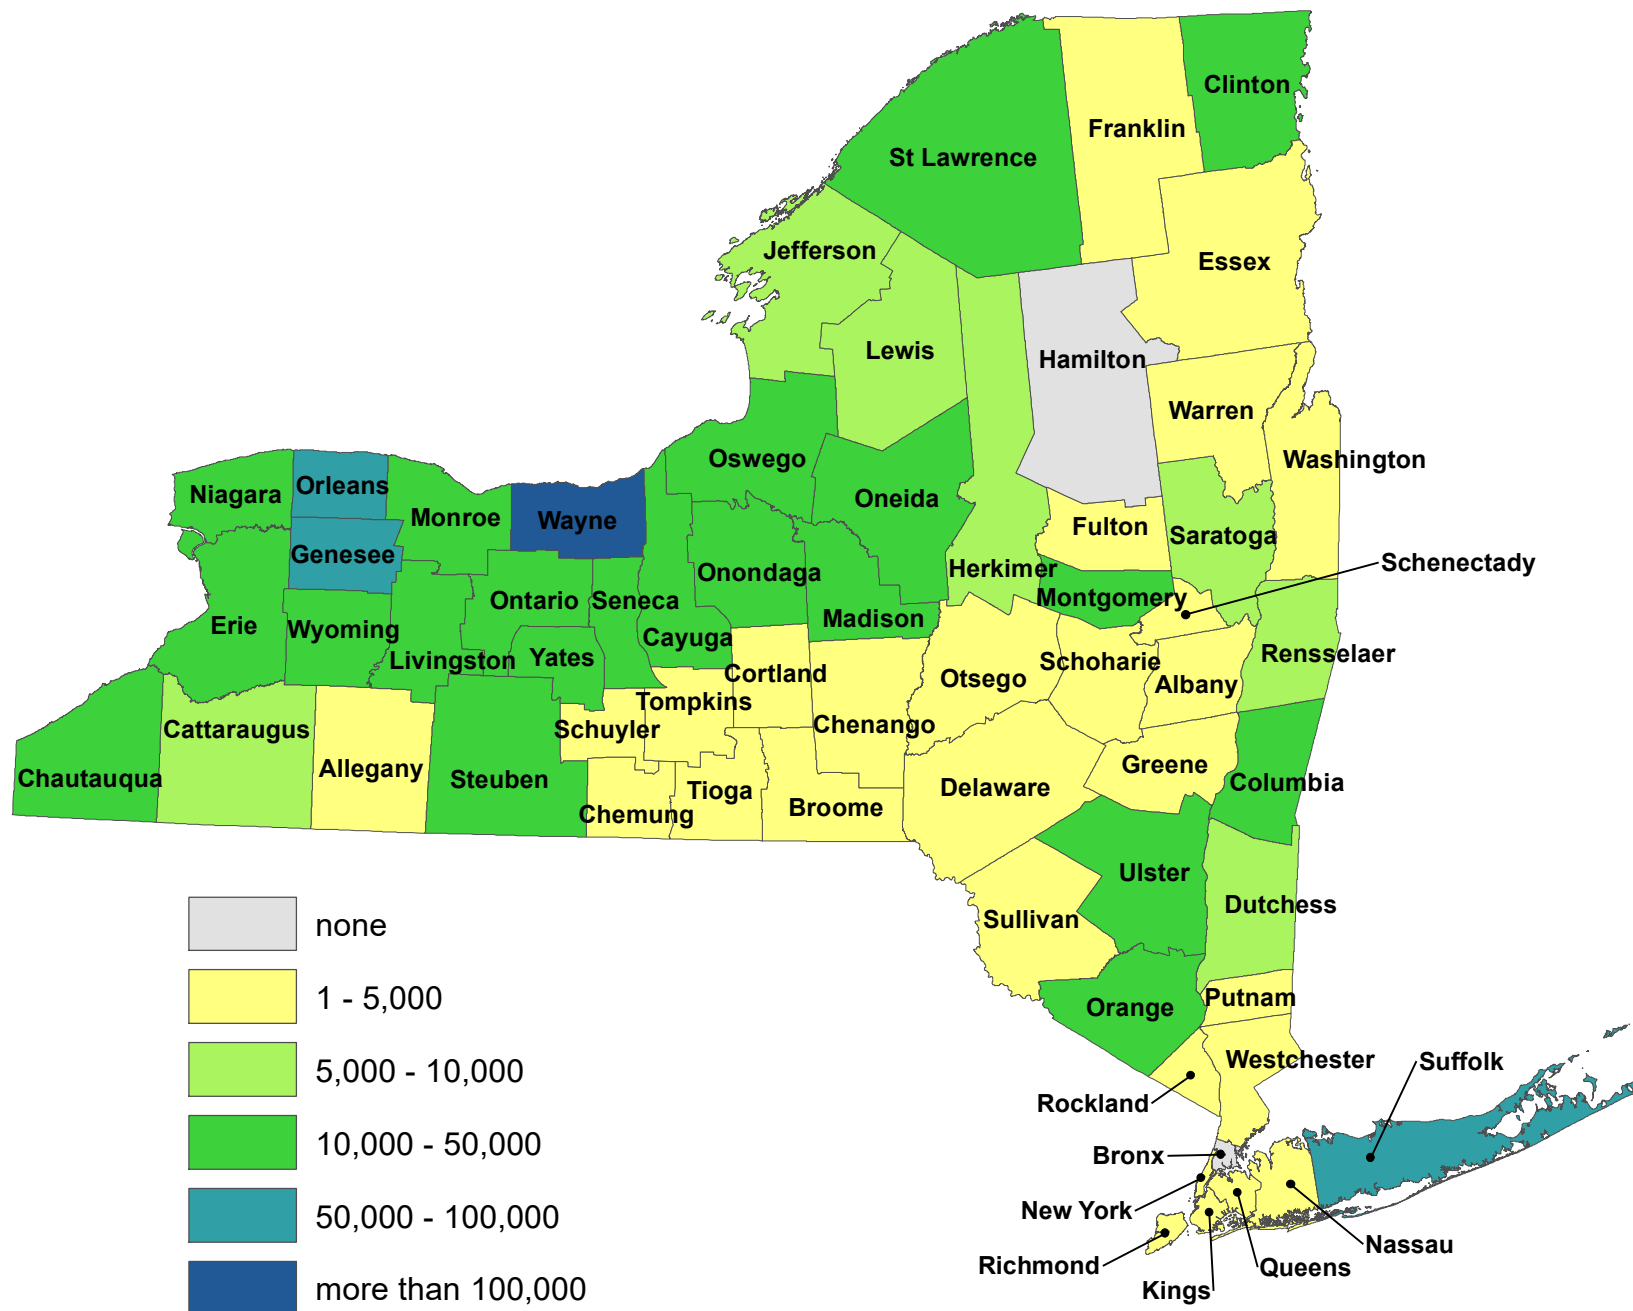 Clinton
Franklin
St Lawrence
Jefferson
Essex
Lewis
Hamilton
Warren
Oswego
Washington
Orleans
Niagara
Oneida
Monroe
Wayne
Fulton
Saratoga
Genesee
Schenectady
Herkimer
Onondaga
Montgomery
Ontario
Seneca
Madison
Erie
Wyoming
Cayuga
Rensselaer
Livingston
Yates
Schoharie
Cortland
Otsego
Albany
Tompkins
Chenango
Cattaraugus
Schuyler
Allegany
Greene
Chautauqua
Steuben
Columbia
Delaware
Tioga
Broome
Chemung
Ulster
Dutchess
Sullivan
none
Putnam
1 - 5,000
Orange
Westchester
Suffolk
5,000 - 10,000
Rockland
10,000 - 50,000
Bronx
New York
50,000 - 100,000
Nassau
Richmond
Queens
more than 100,000
Kings